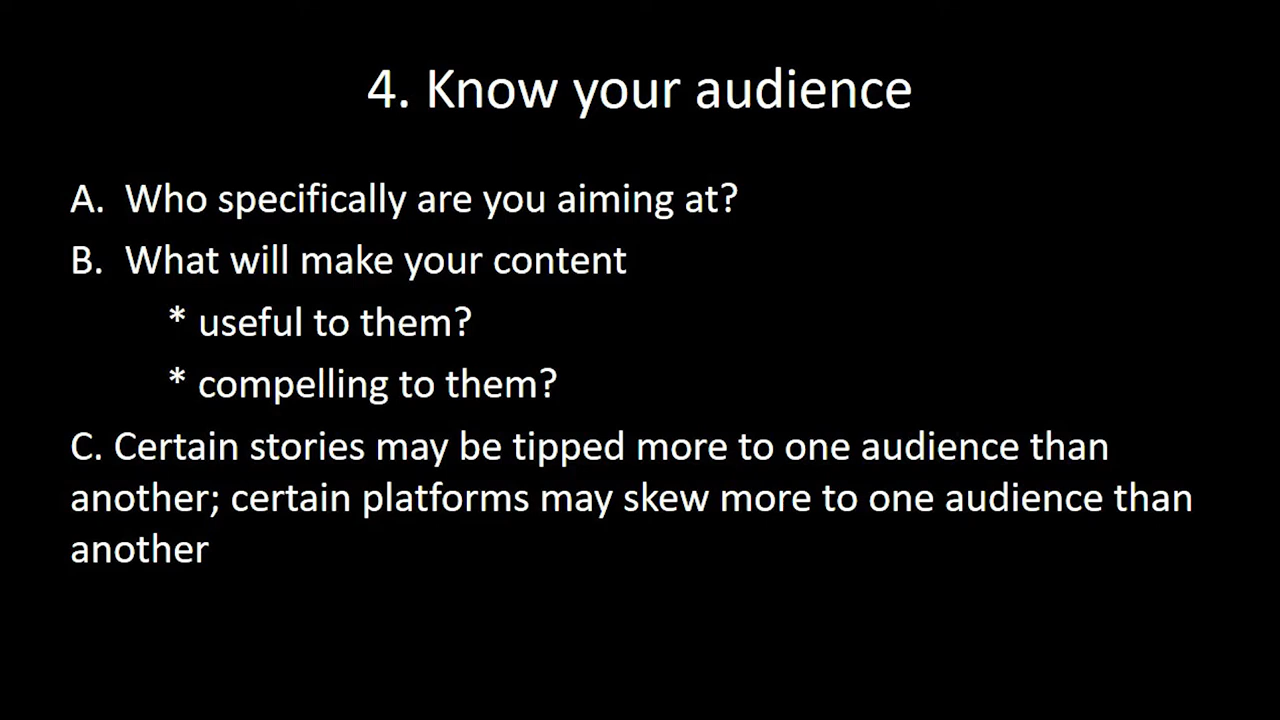 4. Know your audience
A. Who specifically are you aiming at?
B. What will make your content
* useful to them?
* compelling to them?
C. Certain stories may be tipped more to one audience than
another; certain platforms may skew more to one audience than
another